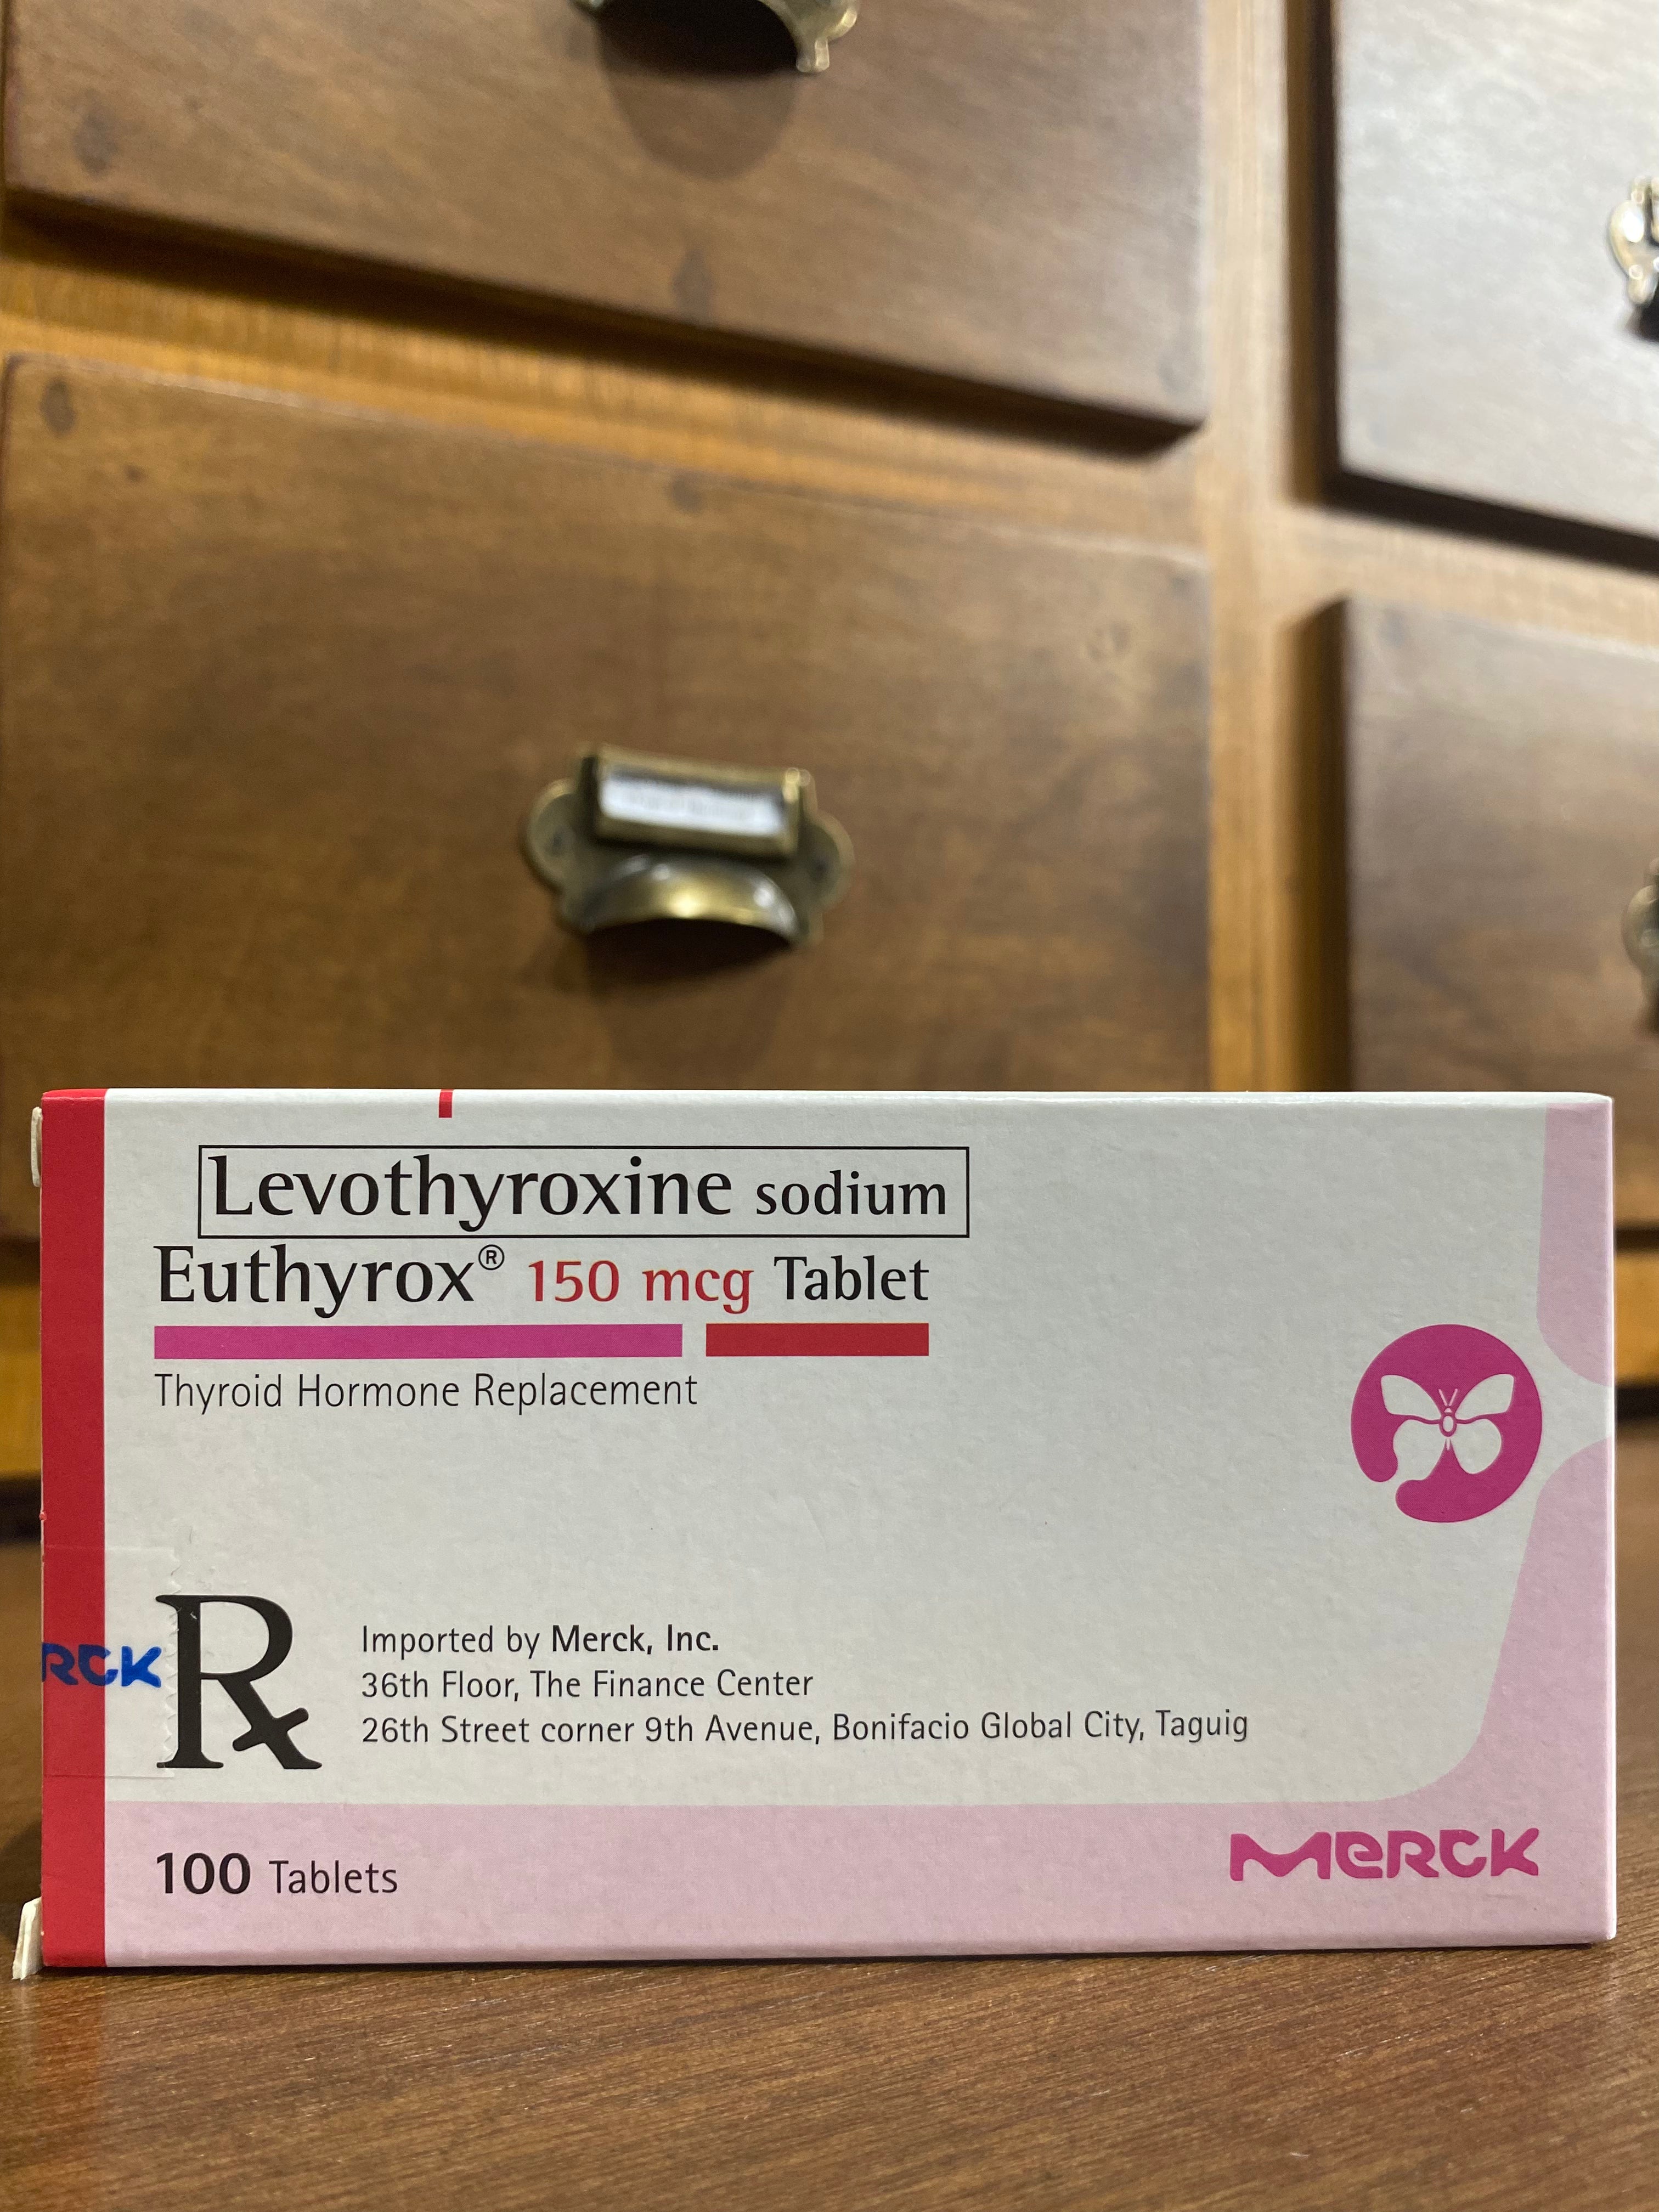 Levothyroxine sodium
Euthyrox® 150 mcg Tablet
Thyroid Hormone Replacement
RCK
Rx
Imported by Merck, Inc.
36th Floor, The Finance Center
26th Street corner 9th Avenue, Bonifacio Global City, Taguig
100 Tablets
MERCK